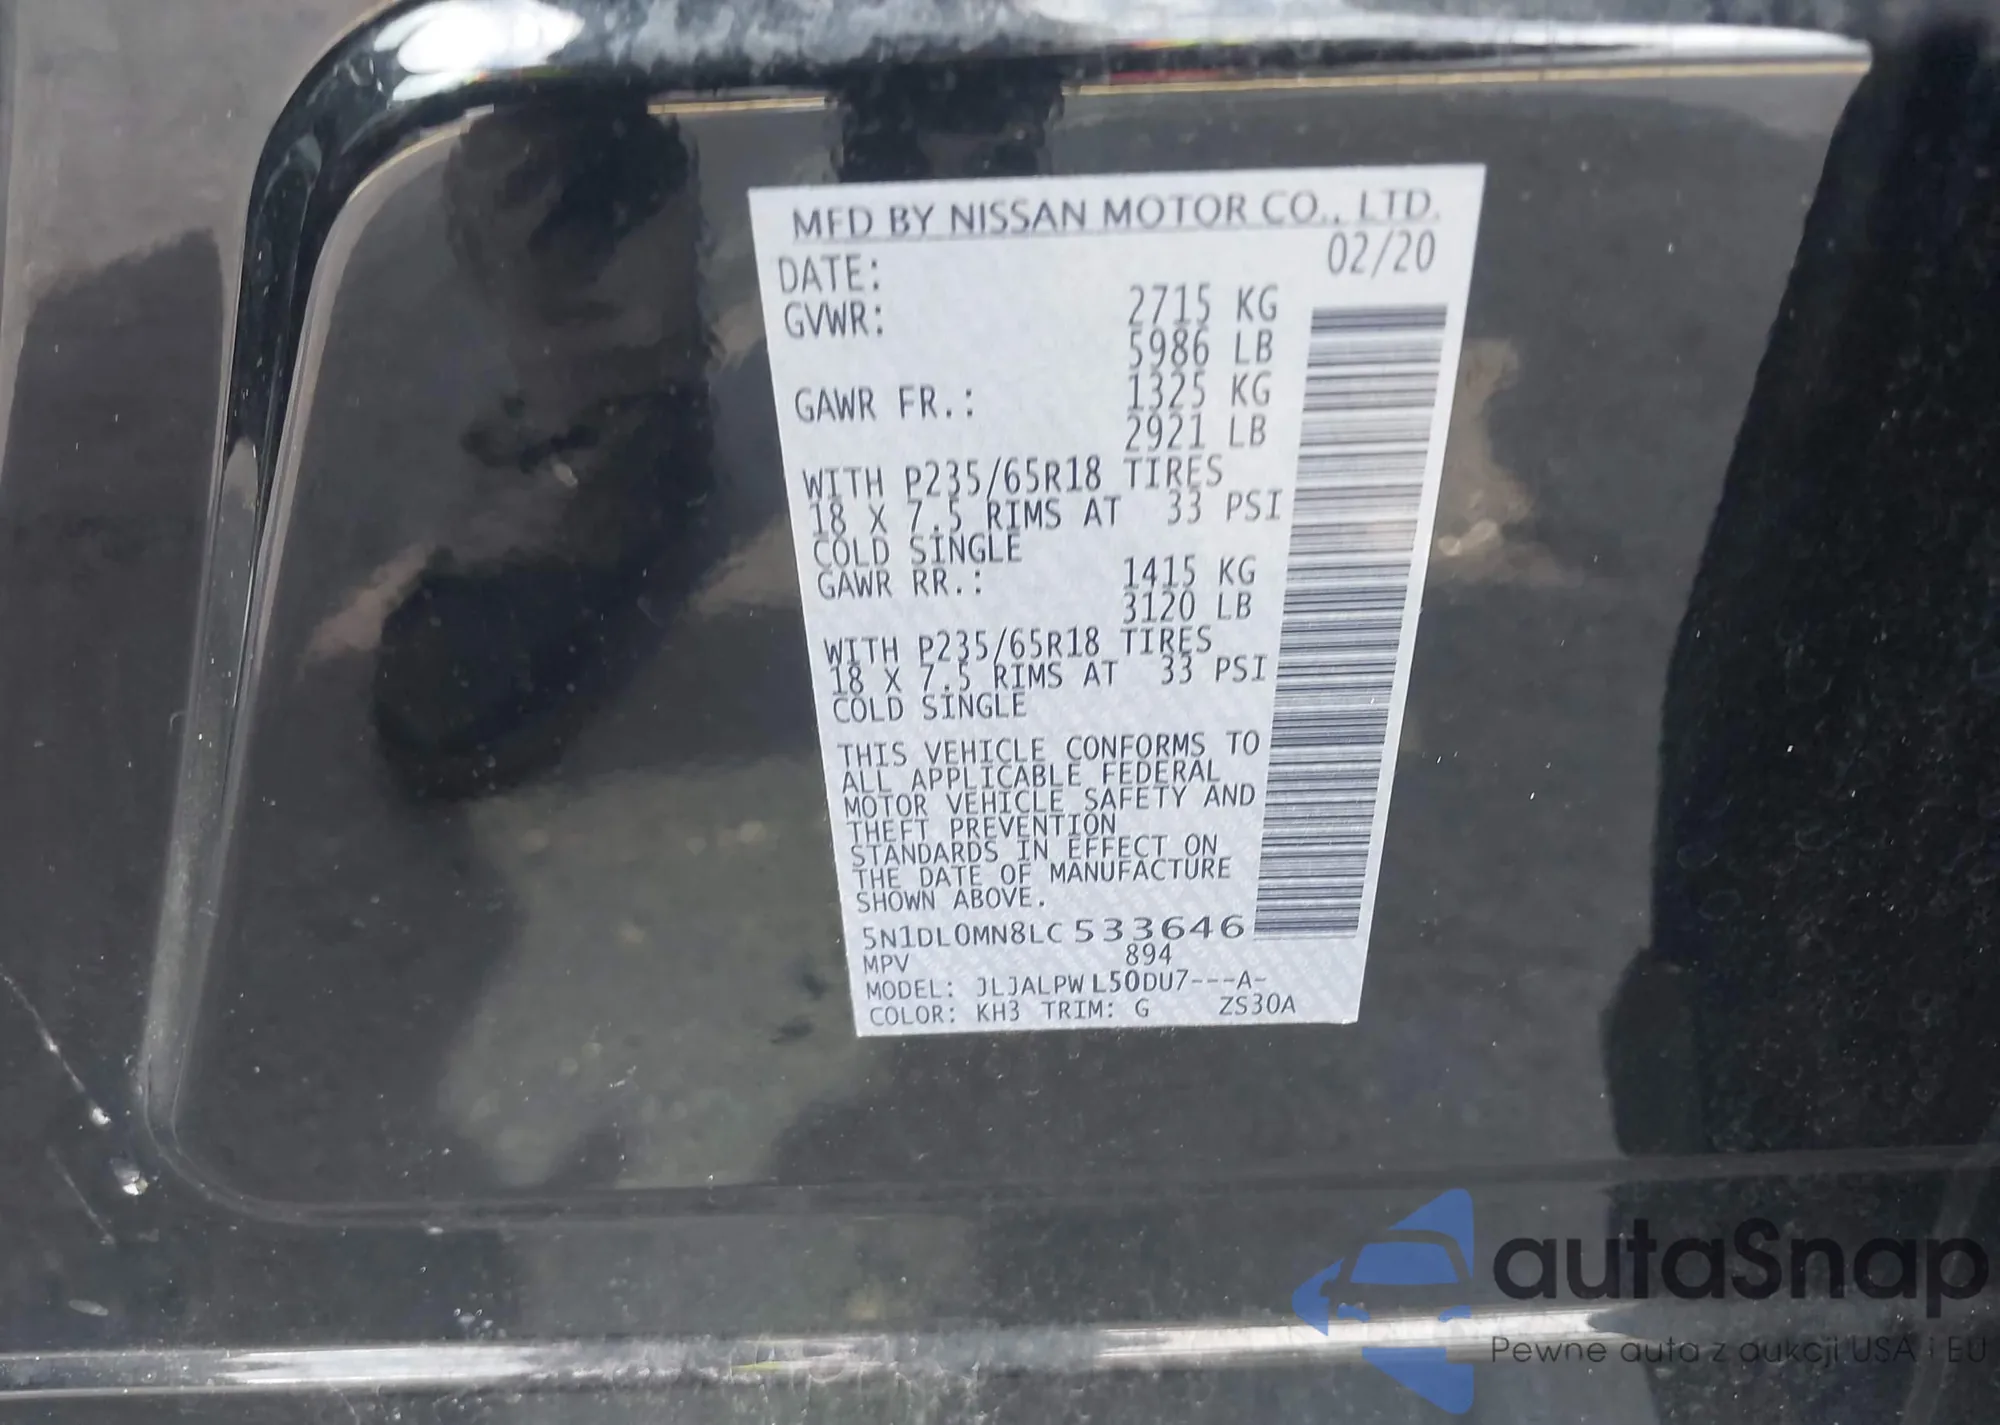 MFD BY NISSAN MOTOR CO., LTD.
DATE: 02/20
GVWR: 2715 KG
5986 LB
GAWR FR.: 1325 KG
2921 LB
WITH P235/65R18 TIRES
18 X 7.5 RIMS AT 33 PSI
COLD SINGLE
GAWR RR.: 1415 KG
3120 LB
WITH P235/65R18 TIRES
18 X 7.5 RIMS AT 33 PSI
COLD SINGLE
THIS VEHICLE CONFORMS TO
ALL APPLICABLE FEDERAL
MOTOR VEHICLE SAFETY AND
THEFT PREVENTION
STANDARDS IN EFFECT ON
THE DATE OF MANUFACTURE
SHOWN ABOVE.
5N1DL0MN8LC533646
MPV 894
MODEL: JLJALPW L50DU7---A-
COLOR: KH3 TRIM: G ZS30A
autaSnap
Pewne auta z aukcji USA i EU